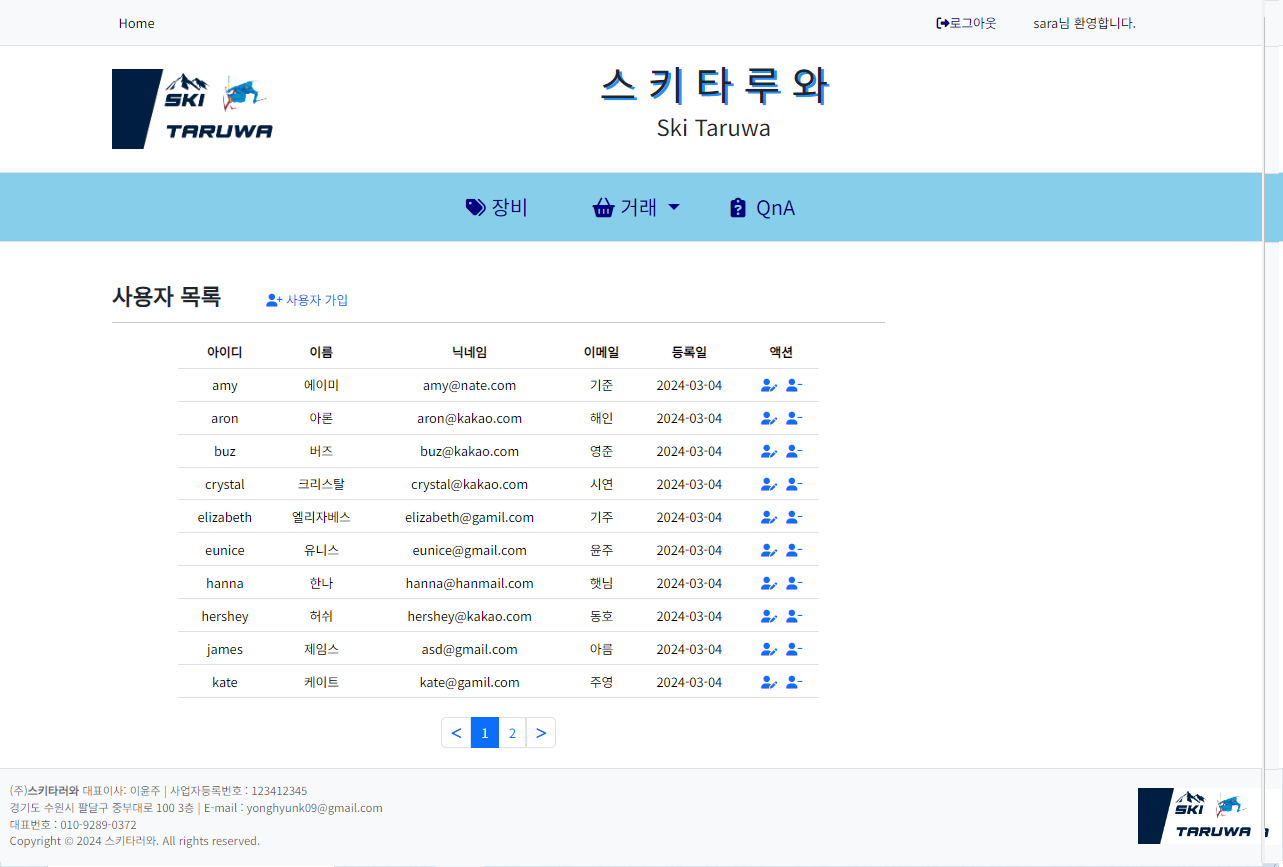 Home 로그아웃 sara님 환영합니다.
SKI
TARUWA
스키타루와
Ski Taruwa
장비 거래 QnA
사용자 목록 사용자 가입
아이디 이름 닉네임 이메일 등록일 액션
amy 에이미 amy@nate.com 기준 2024-03-04
aron 아론 aron@kakao.com 해인 2024-03-04
buz 버즈 buz@kakao.com 영준 2024-03-04
crystal 크리스탈 crystal@kakao.com 시연 2024-03-04
elizabeth 엘리자베스 elizabeth@gamil.com 기주 2024-03-04
eunice 유니스 eunice@gmail.com 윤주 2024-03-04
hanna 한나 hanna@hanmail.com 햇님 2024-03-04
hershey 허쉬 hershey@kakao.com 동호 2024-03-04
james 제임스 asd@gmail.com 아름 2024-03-04
kate 케이트 kate@gamil.com 주영 2024-03-04
< 1 2 >
(주)스키타러와 대표이사: 이윤주 | 사업자등록번호 : 123412345
경기도 수원시 팔달구 중부대로 100 3층 | E-mail : yonghyunk09@gmail.com
대표번호 : 010-9289-0372
Copyright © 2024 스키타러와. All rights reserved.
SKI
TARUWA